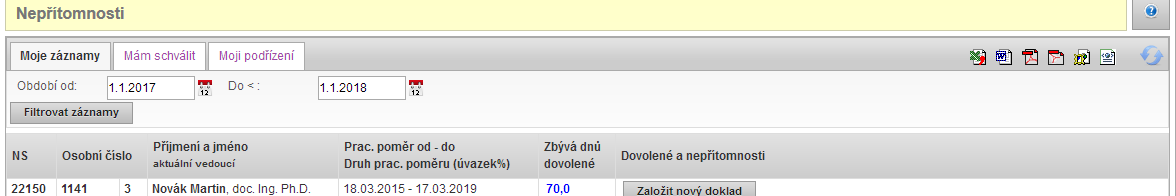 Nepřítomnosti
Moje záznamy Mám schválit Moji podřízení
Období od: 1.1.2017 Do < : 1.1.2018
Filtrovat záznamy
NS Osobní číslo Příjmení a jméno Prac. poměr od - do Zbývá dnů Dovolené a nepřítomnosti
aktuální vedoucí Druh prac. poměru (úvazek%) dovolené
22150 1141 3 Novák Martin, doc. Ing. Ph.D. 18.03.2015 - 17.03.2019 70,0 Založit nový doklad